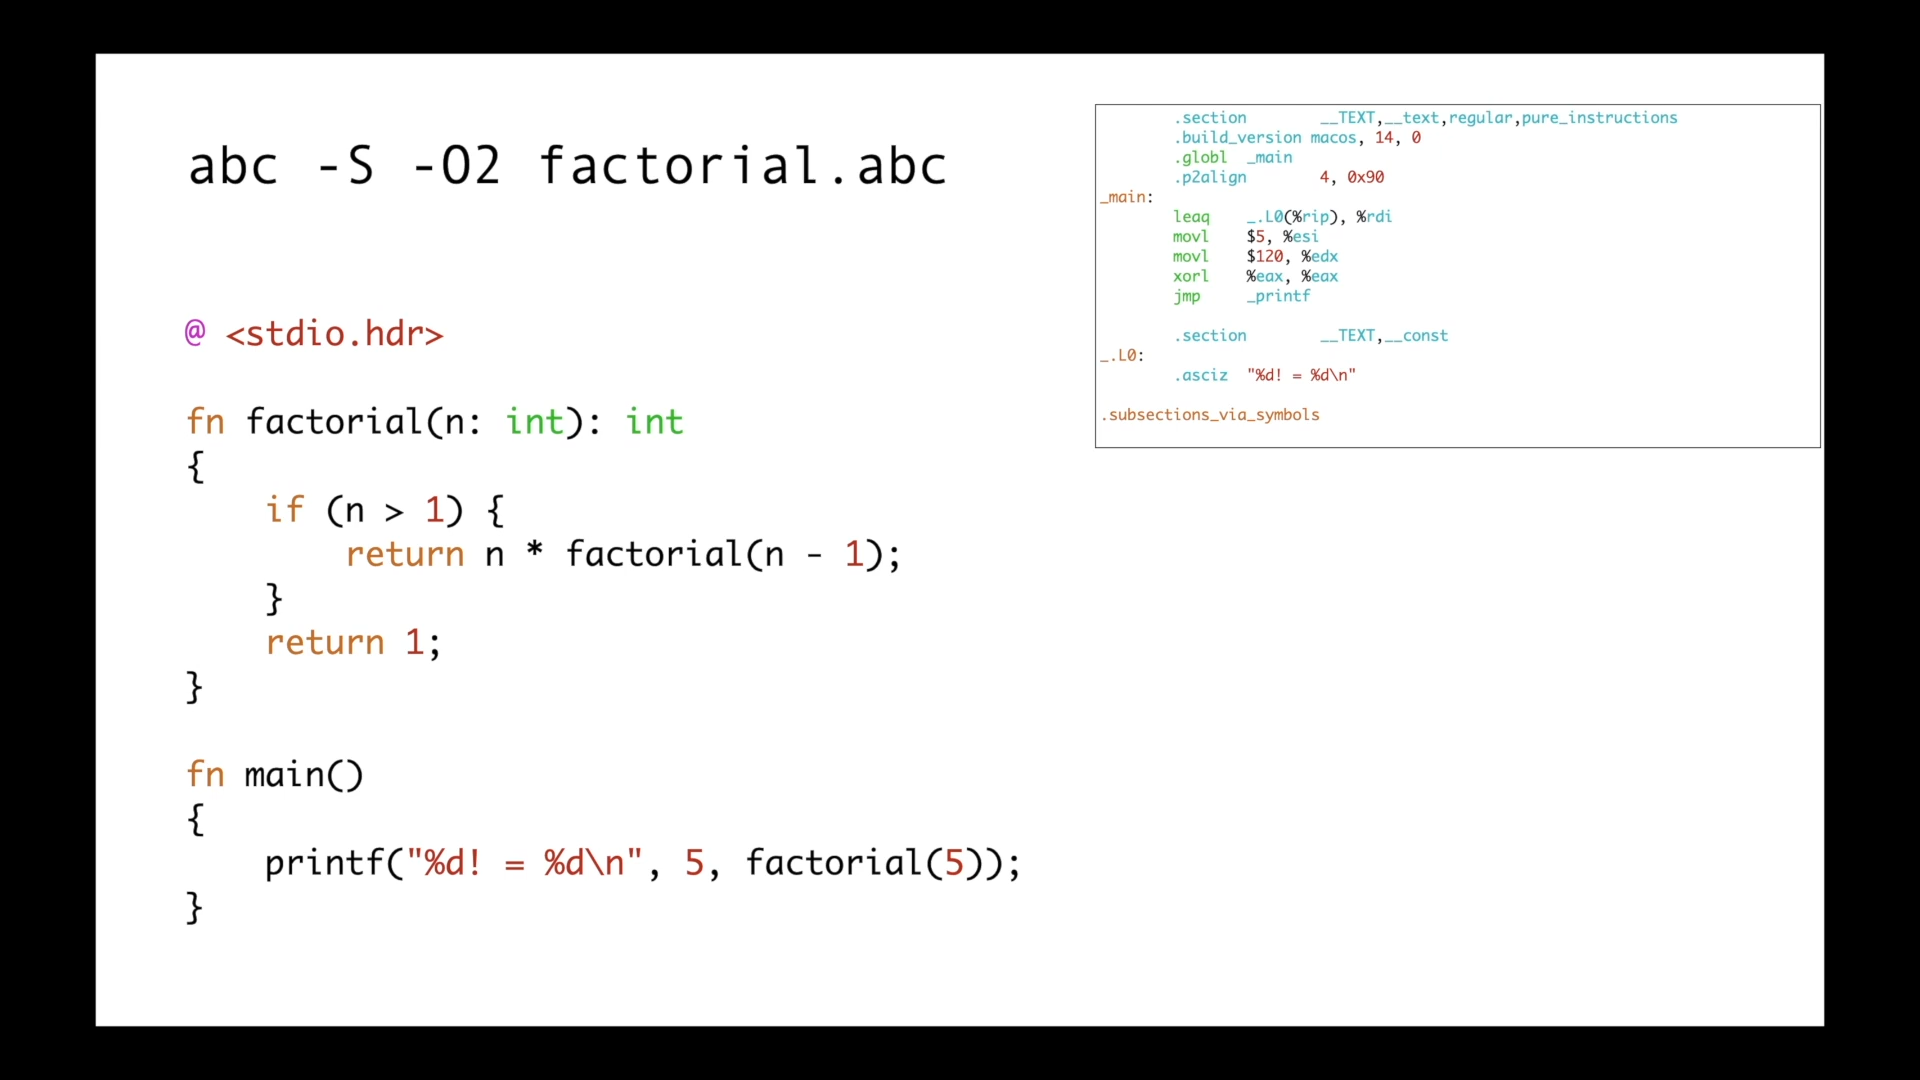 abc -S -O2 factorial.abc
@ <stdio.hdr>
fn factorial(n: int): int
{
    if (n > 1) {
        return n * factorial(n - 1);
    }
    return 1;
}
fn main()
{
    printf("%d! = %d\n", 5, factorial(5));
}
.section __TEXT,__text,regular,pure_instructions
.build_version macos, 14, 0
.globl _main
.p2align 4, 0x90
_main:
leaq _.L0(%rip), %rdi
movl $5, %esi
movl $120, %edx
xorl %eax, %eax
jmp _printf
.section __TEXT,__const
_.L0:
.asciz "%d! = %d\n"
.subsections_via_symbols